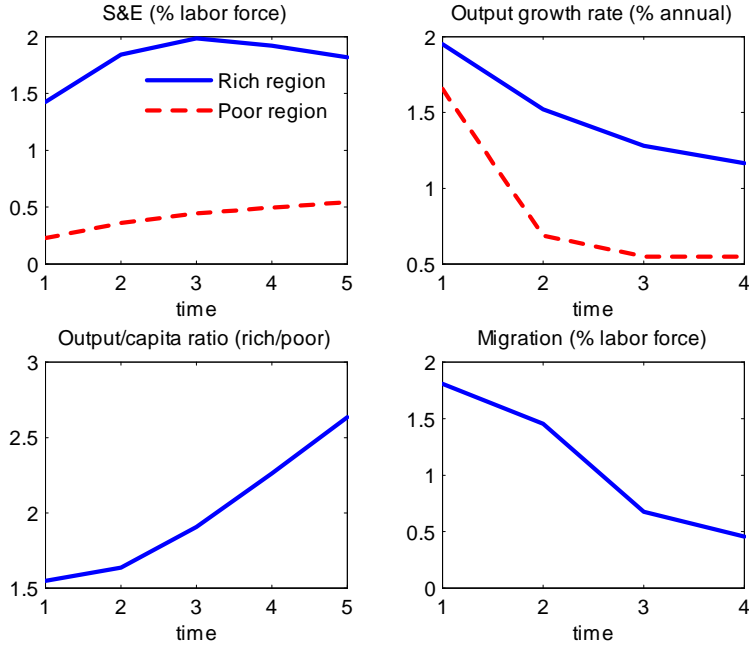 S&E (% labor force)
2
1.5
1
0.5
0
Rich region
Poor region
1 2 3 4 5
time
Output growth rate (% annual)
2
1.5
1
0.5
1 2 3 4
time
Output/capita ratio (rich/poor)
3
2.5
2
1.5
1 2 3 4 5
time
Migration (% labor force)
2
1.5
1
0.5
0
1 2 3 4
time